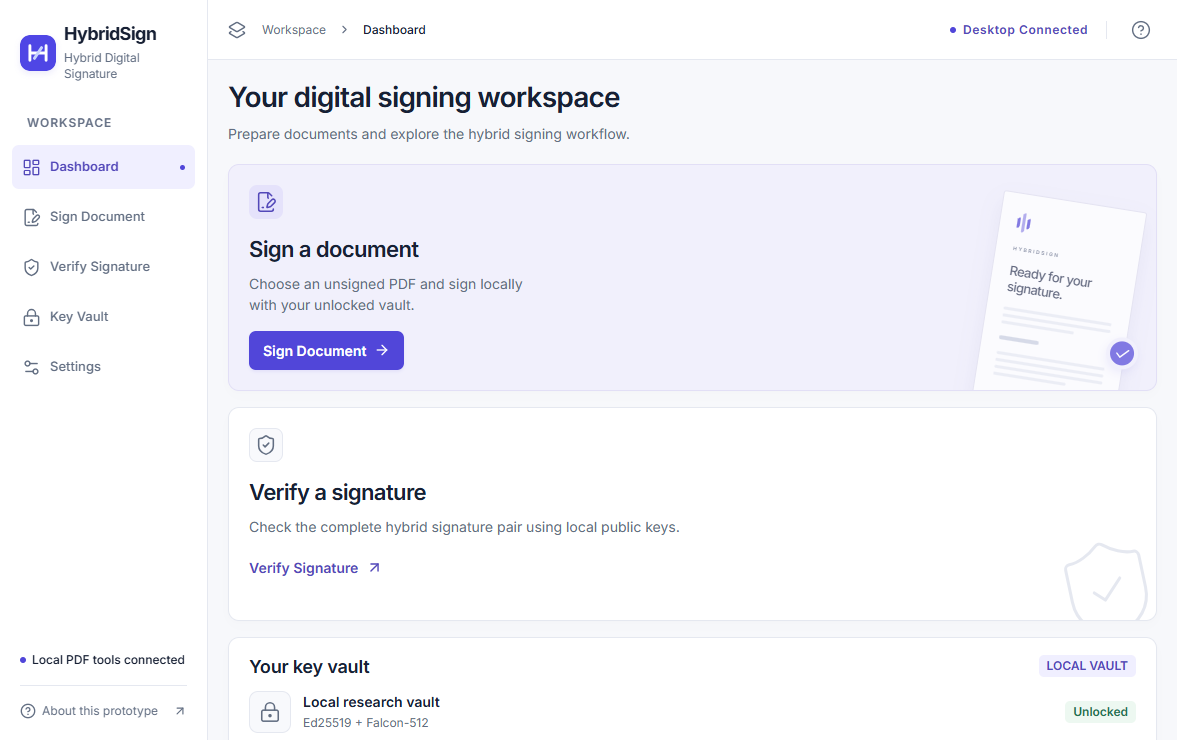 HybridSign
Hybrid Digital
Signature
WORKSPACE
Dashboard
Sign Document
Verify Signature
Key Vault
Settings
Local PDF tools connected
About this prototype
Workspace
Dashboard
Desktop Connected
Your digital signing workspace
Prepare documents and explore the hybrid signing workflow.
Sign a document
Choose an unsigned PDF and sign locally
with your unlocked vault.
Sign Document
HYBRIDSIGN
Ready for your
signature.
Verify a signature
Check the complete hybrid signature pair using local public keys.
Verify Signature
Your key vault
LOCAL VAULT
Local research vault
Ed25519 + Falcon-512
Unlocked